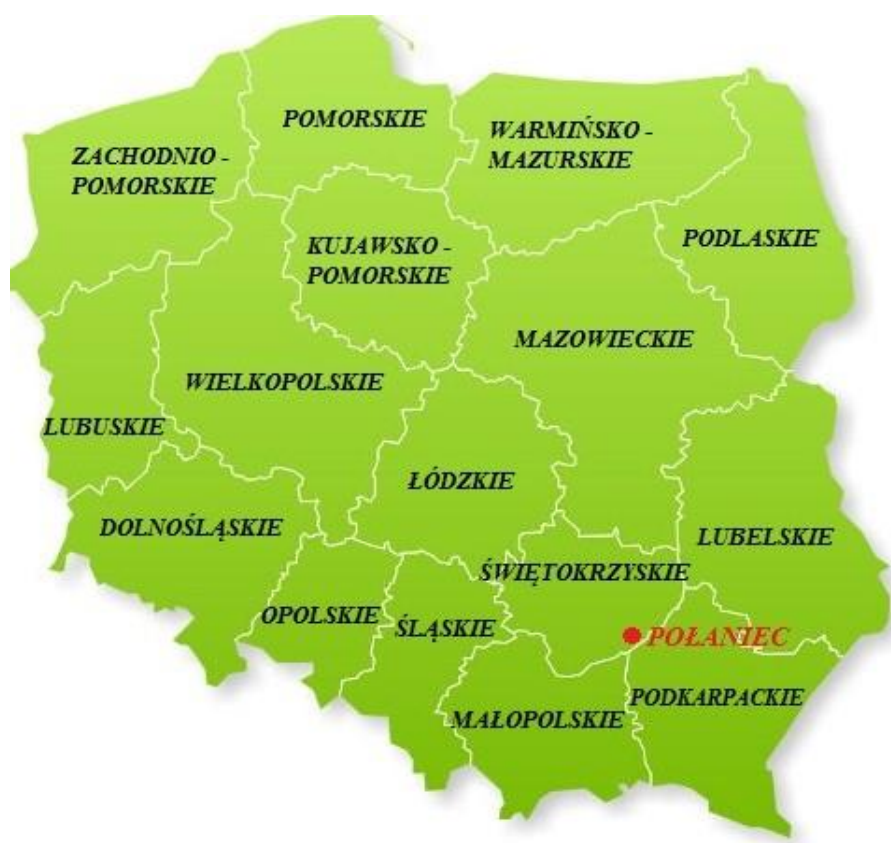 POMORSKIE
WARMIŃSKO -
MAZURSKIE
ZACHODNIO -
POMORSKIE
PODLASKIE
KUJAWSKO -
POMORSKIE
MAZOWIECKIE
WIELKOPOLSKIE
LUBUSKIE
ŁÓDZKIE
DOLNOŚLĄSKIE
LUBELSKIE
ŚWIĘTOKRZYSKIE
OPOLSKIE
ŚLĄSKIE
POŁANIEC
PODKARPACKIE
MAŁOPOLSKIE